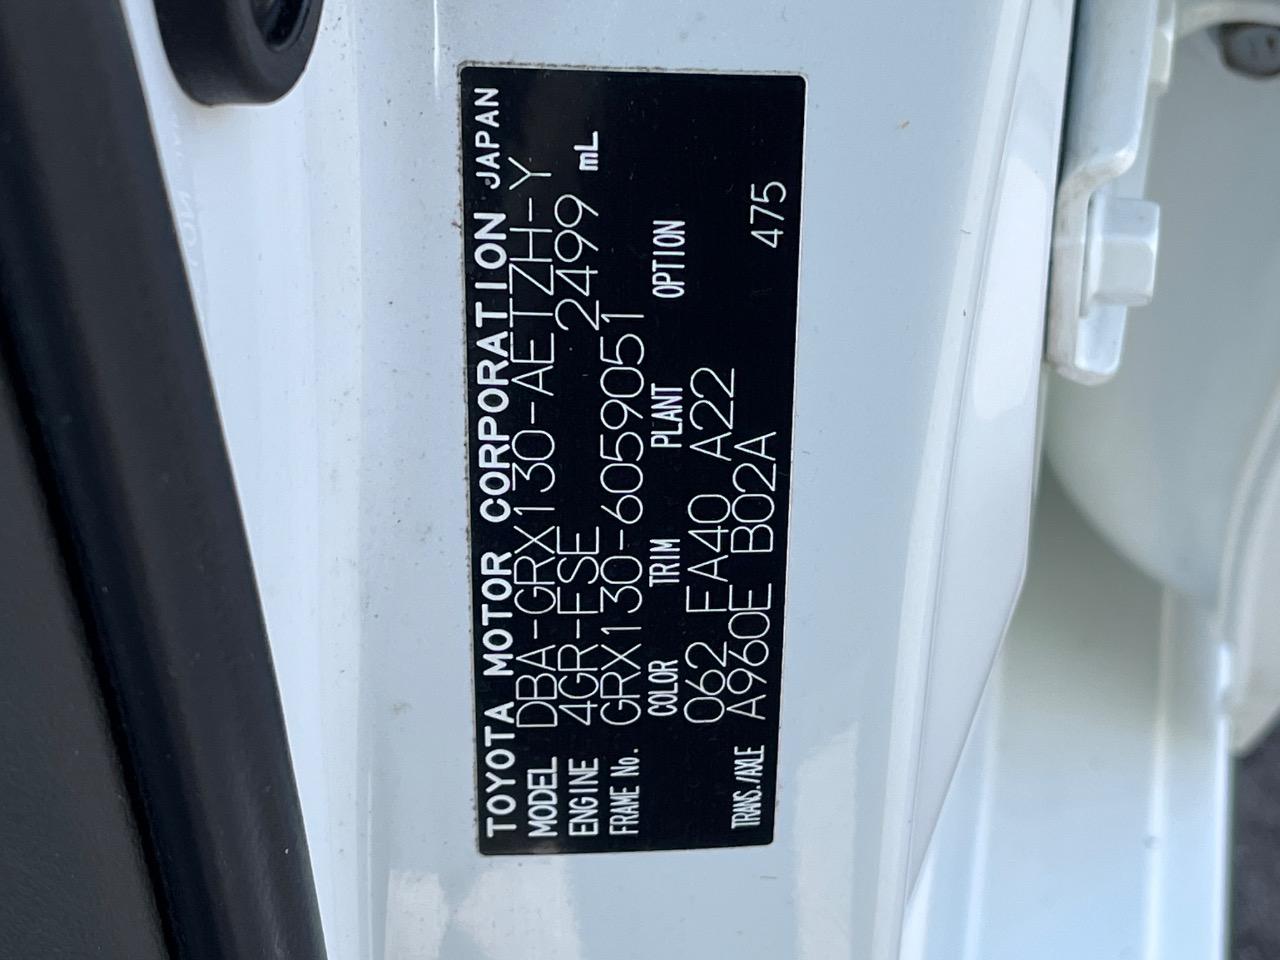 TOYOTA MOTOR CORPORATION JAPAN
MODEL DBA-GRX130-AETZH-Y
ENGINE 4GR-FSE 2499 mL
FRAME No. GRX130-6059051
COLOR TRIM PLANT OPTION
062 FA40 A22
TRANS./AXLE A960E B02A 475